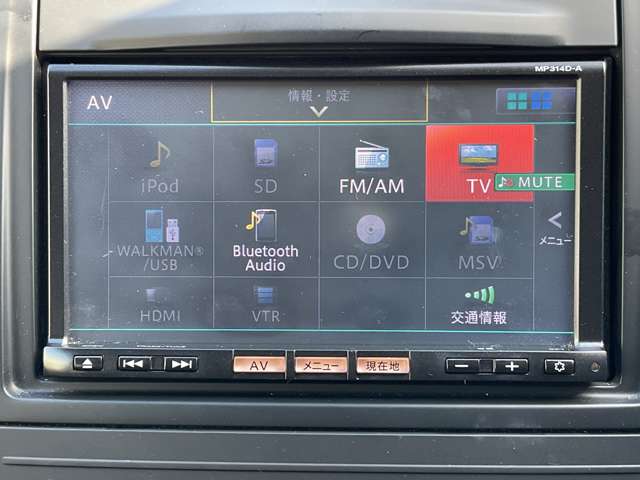 MP314D-A
AV
情報・設定
iPod
SD
FM/AM
TV
MUTE
WALKMAN®
/USB
Bluetooth
Audio
CD/DVD
MSV
メニュー
HDMI
VTR
交通情報
AV
メニュー
現在地